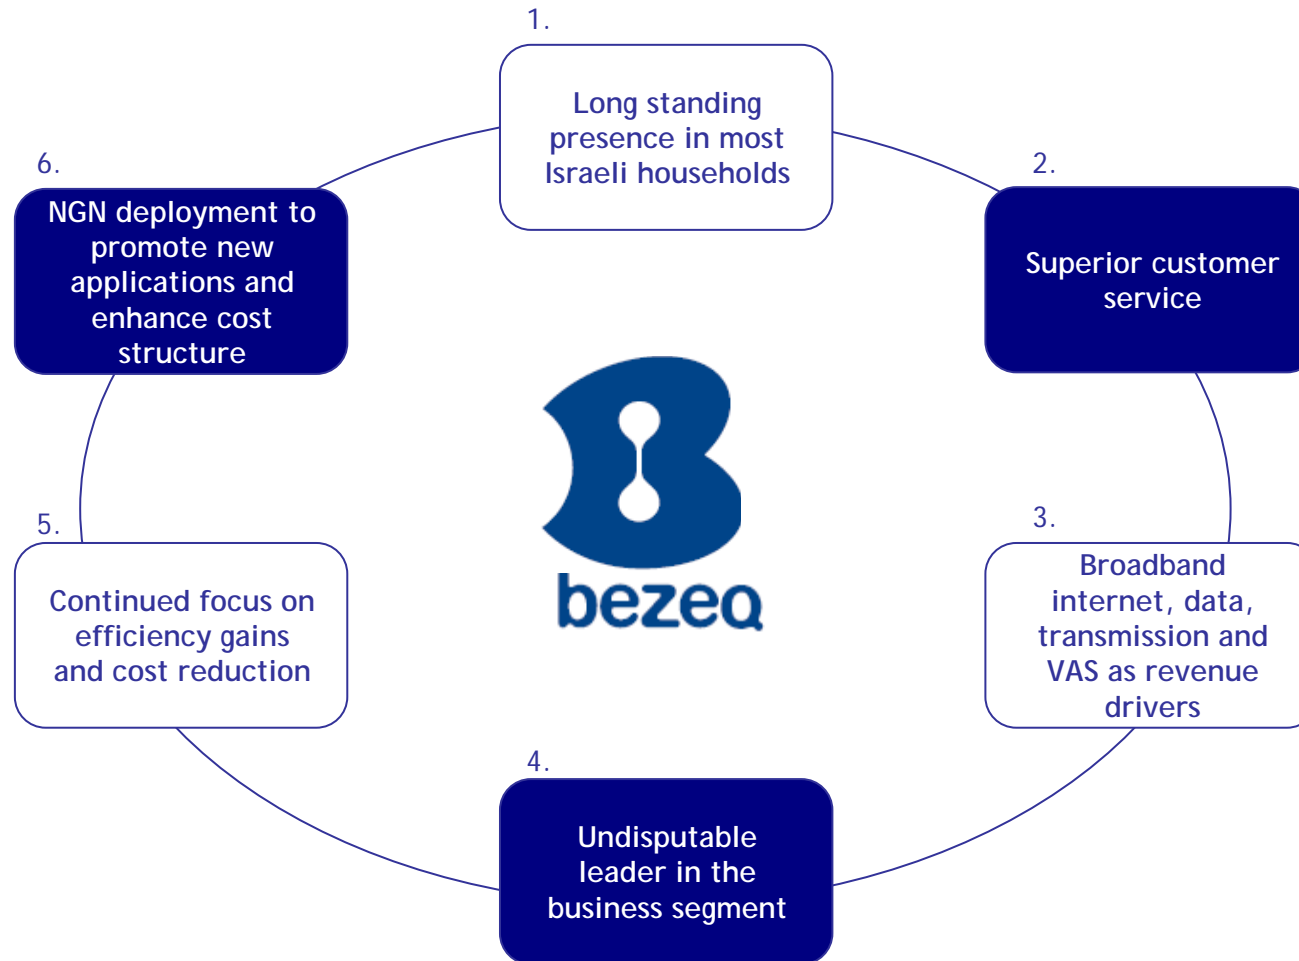 1.
Long standing
presence in most
Israeli households
2.
Superior customer
service
3.
Broadband
internet, data,
transmission and
VAS as revenue
drivers
4.
Undisputable
leader in the
business segment
5.
Continued focus on
efficiency gains
and cost reduction
6.
NGN deployment to
promote new
applications and
enhance cost
structure
bezeq